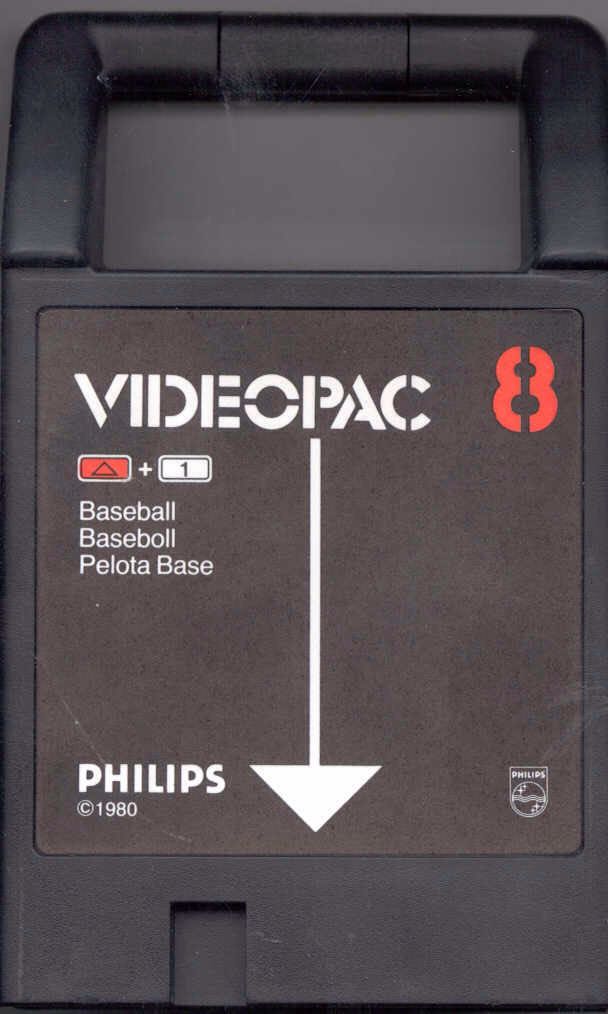 VIDEOPAC 8
+ 1
Baseball
Baseboll
Pelota Base
PHILIPS
©1980
PHILIPS